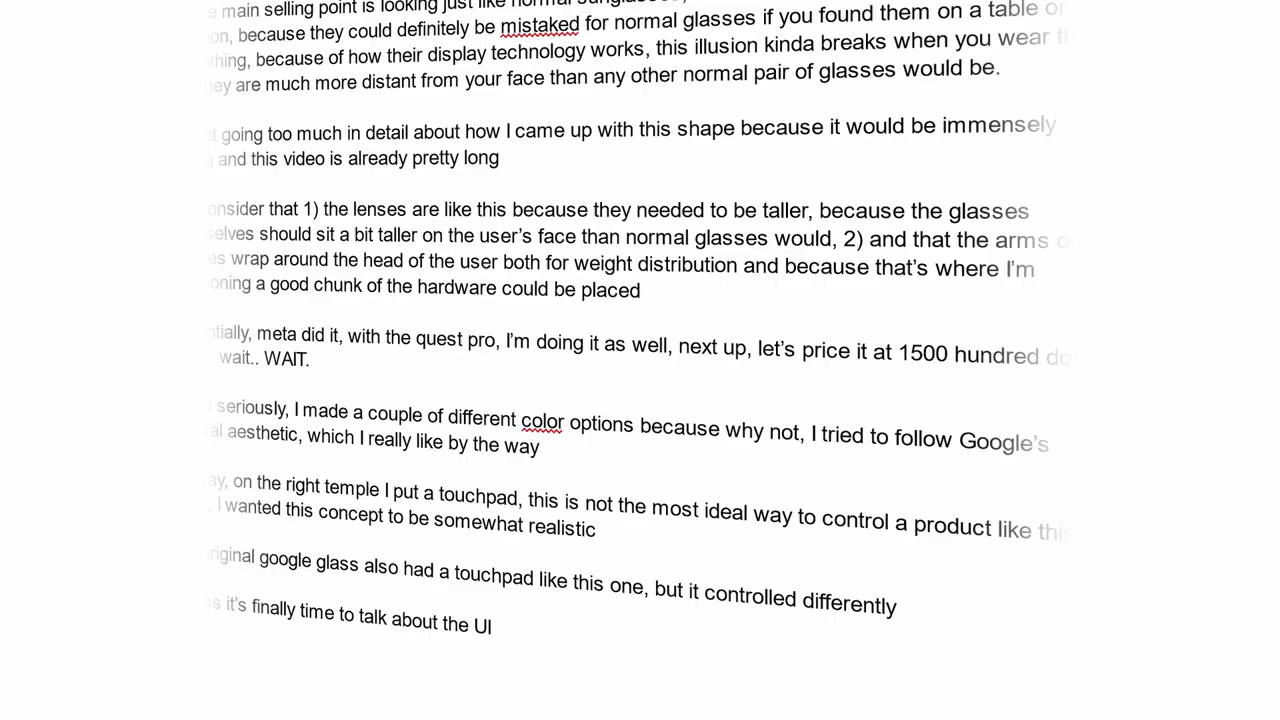 main selling point is looking just like normal sunglasses,
on, because they could definitely be mistaked for normal glasses if you found them on a table or
thing, because of how their display technology works, this illusion kinda breaks when you wear th
ey are much more distant from your face than any other normal pair of glasses would be.
t going too much in detail about how I came up with this shape because it would be immensely
and this video is already pretty long
onsider that 1) the lenses are like this because they needed to be taller, because the glasses
selves should sit a bit taller on the user's face than normal glasses would, 2) and that the arms o
es wrap around the head of the user both for weight distribution and because that's where I'm
oning a good chunk of the hardware could be placed
ntially, meta did it, with the quest pro, I'm doing it as well, next up, let's price it at 1500 hundred do
wait.. WAIT.
seriously, I made a couple of different color options because why not, I tried to follow Google's
al aesthetic, which I really like by the way
ay, on the right temple I put a touchpad, this is not the most ideal way to control a product like this
I wanted this concept to be somewhat realistic
riginal google glass also had a touchpad like this one, but it controlled differently
s it's finally time to talk about the UI